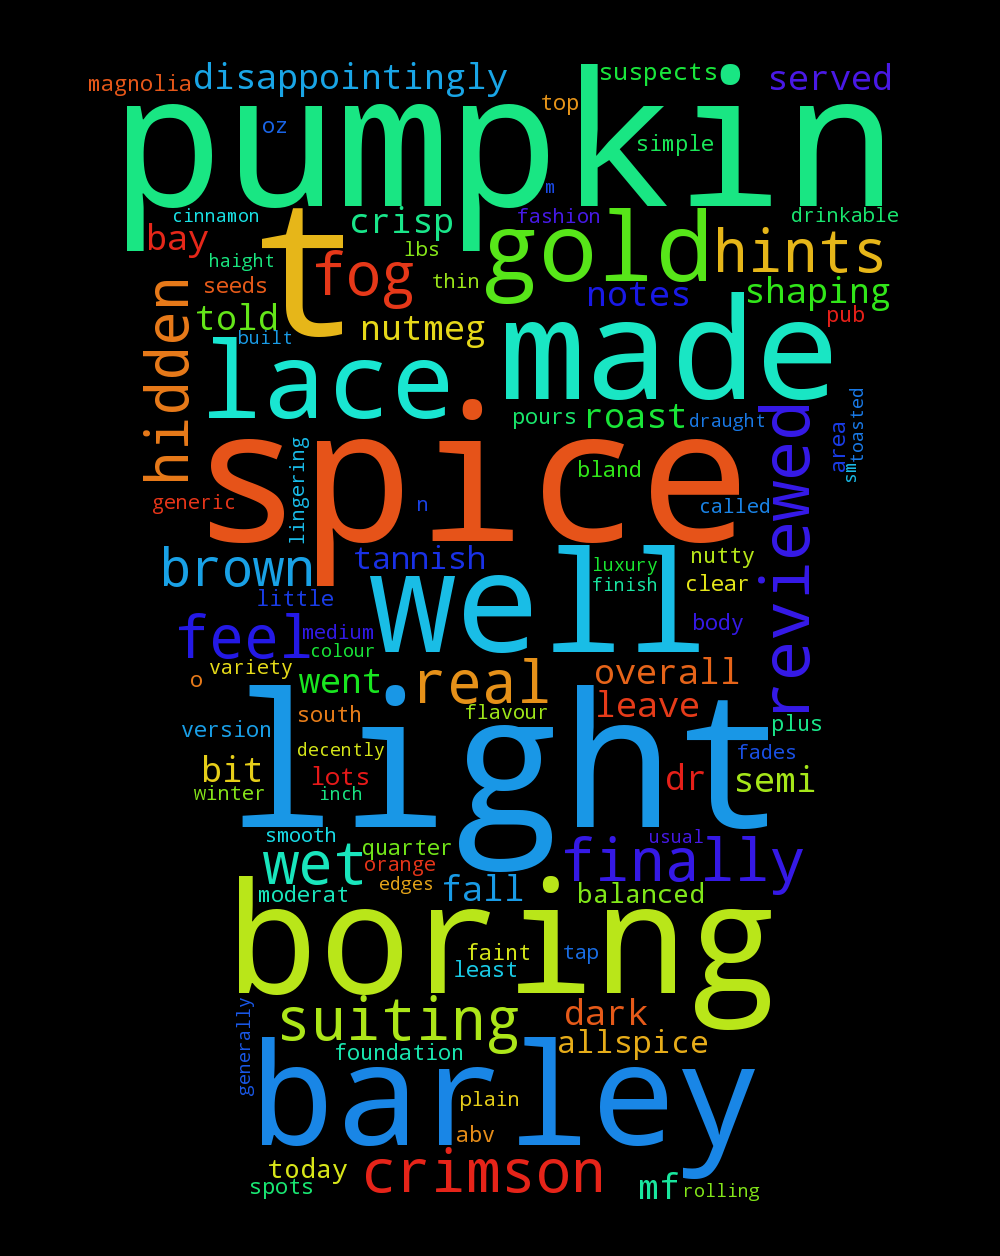 magnolia
disappointingly
suspects
served
pumpkin
top
oz
simple
m
cinnamon
t
crisp
fashion
drinkable
bay
lbs
gold
hints
haight
fog
seeds
thin
notes
shaping
hidden
told
nutmeg
made
pub
built
lace
pours
roast
draught
reviewed
toasted
area
sm
spice
bland
lingering
generic
n
called
brown
tannish
well
luxury
nutty
finish
clear
little
feel
medium
body
colour
variety
o
went
real
overall
leave
light
south
flavour
plus
version
decently
fades
bit
lots
dr
semi
winter
inch
smooth
usual
wet
quarter
finally
orange
edges
fall
moderat
balanced
boring
faint
tap
least
generally
suiting
dark
foundation
allspice
barley
plain
abv
today
crimson
spots
mf
rolling